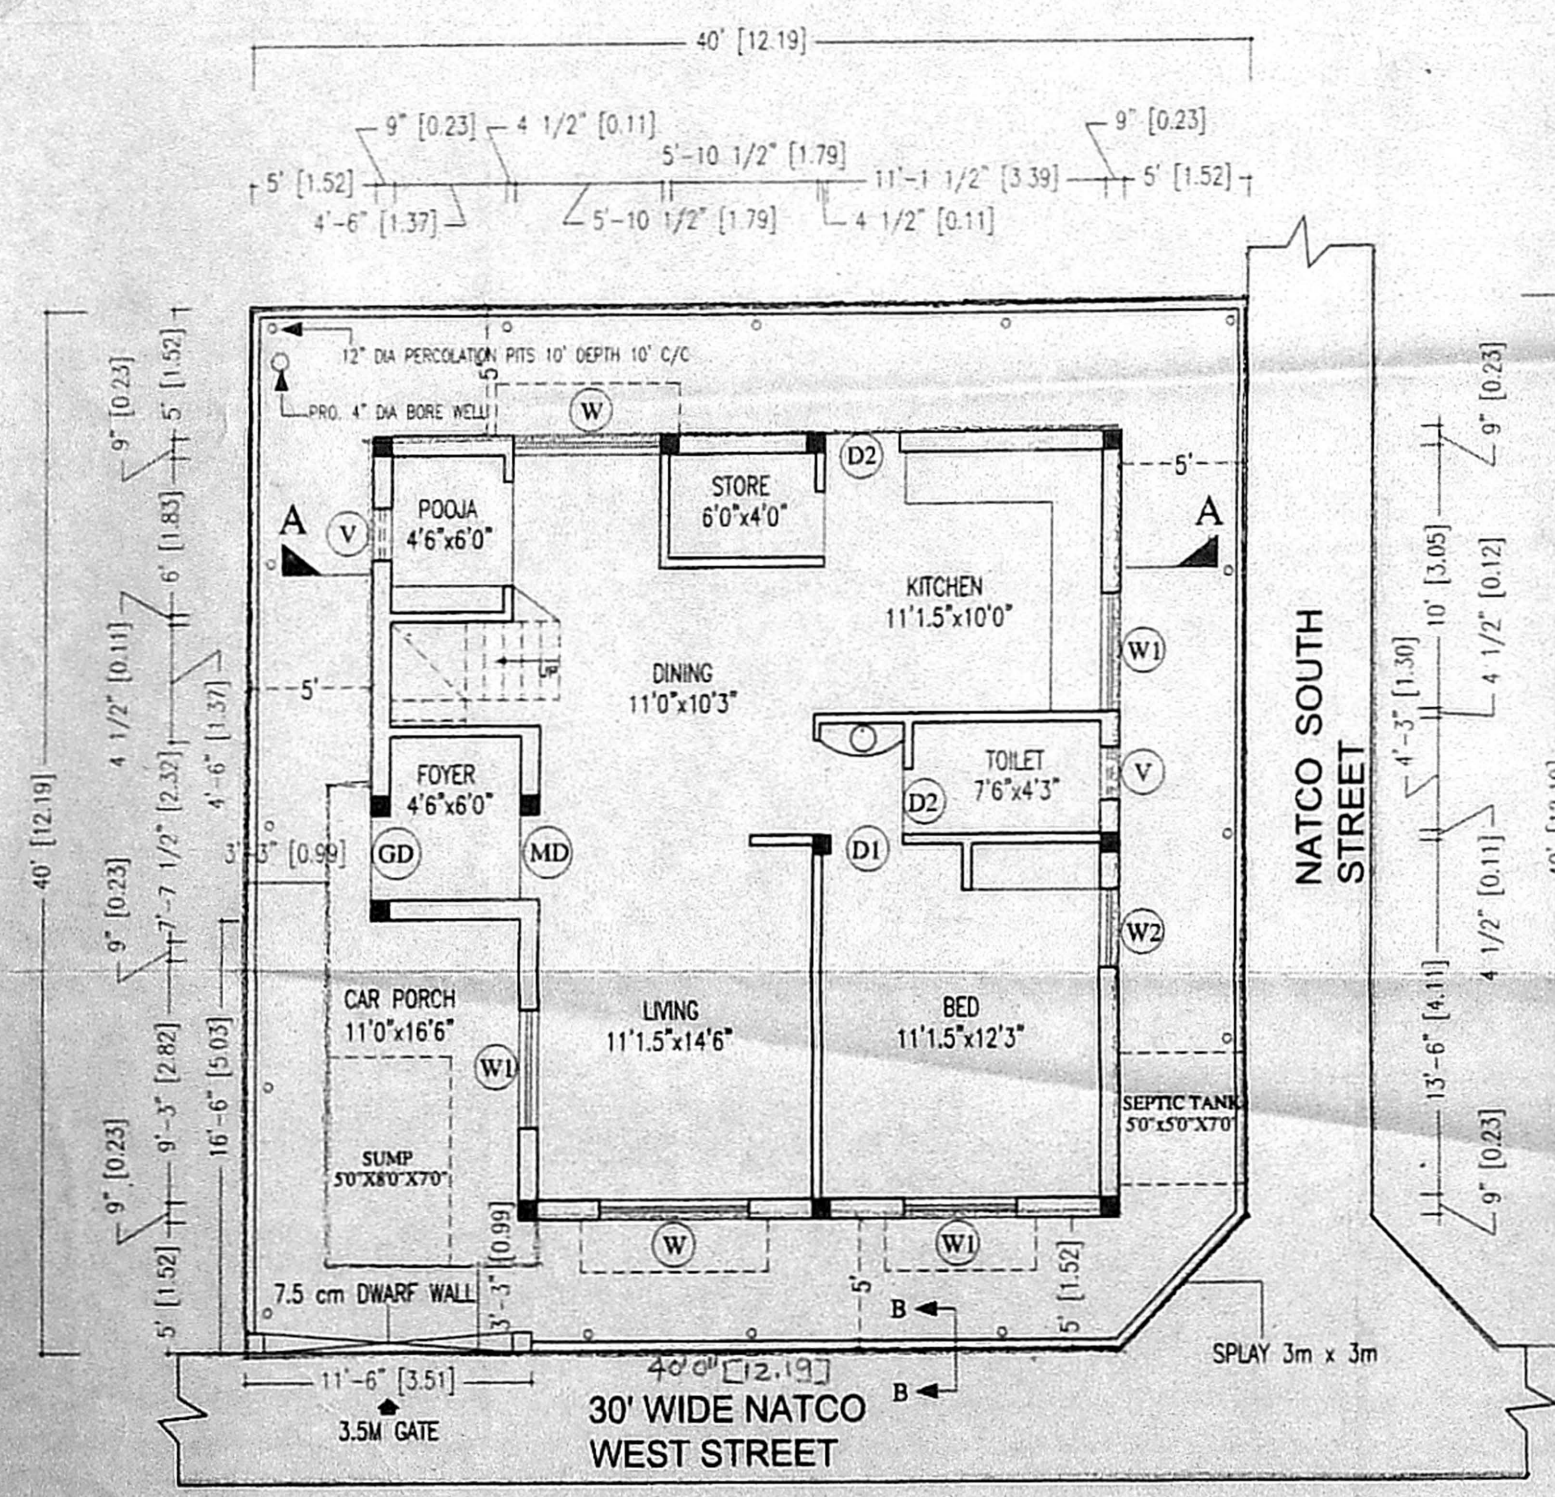 40' [12.19]
9" [0.23]
4 1/2" [0.11]
9" [0.23]
5'-10 1/2" [1.79]
5' [1.52]
11'-1 1/2" [3.39]
5' [1.52]
4'-6" [1.37]
5'-10 1/2" [1.79]
4 1/2" [0.11]
12" DIA PERCOLATION PITS 10' DEPTH 10' C/C
5'
PRO. 4" DIA BORE WELL
W
D2
5'
A
V
POOJA
4'6"x6'0"
STORE
6'0"x4'0"
A
KITCHEN
11'1.5"x10'0"
W1
UP
DINING
11'0"x10'3"
5'
FOYER
4'6"x6'0"
TOILET
7'6"x4'3"
V
D2
3'-3" [0.99]
GD
MD
D1
W2
CAR PORCH
11'0"x16'6"
LIVING
11'1.5"x14'6"
BED
11'1.5"x12'3"
W1
SEPTIC TANK
5'0"x5'0"X7'0"
SUMP
5'0"X8'0"X7'0"
W
W1
3'-3" [0.99]
5'
5' [1.52]
7.5 cm DWARF WALL
B
SPLAY 3m x 3m
11'-6" [3.51]
40'0" [12.19]
B
3.5M GATE
30' WIDE NATCO
WEST STREET
NATCO SOUTH
STREET
40' [12.19]
9" [0.23]
4 1/2" [0.11]
9" [0.23]
9" [0.23]
5' [1.52]
6' [1.83]
7'-7 1/2" [2.32]
9'-3" [2.82]
5' [1.52]
4'-6" [1.37]
16'-6" [5.03]
4'-3" [1.30]
10' [3.05]
13'-6" [4.11]
9" [0.23]
4 1/2" [0.12]
4 1/2" [0.11]
9" [0.23]